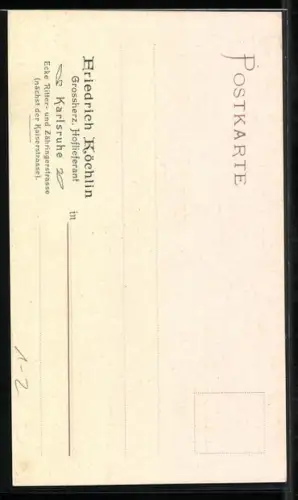 POSTKARTE
Friedrich Köchlin
Grossherz. Hoflieferant
Karlsruhe
Ecke Ritter- und Zähringerstrasse
(nächst der Kaiserstrasse).
in
1-2